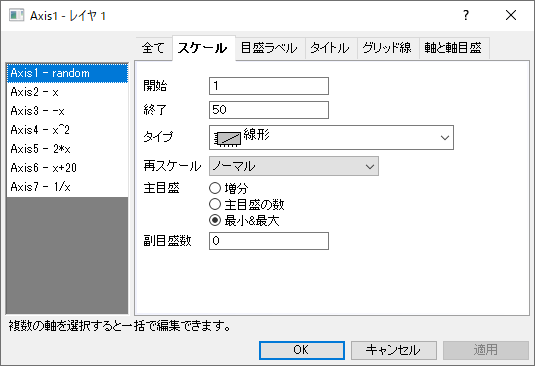 Axis1 - レイヤ 1
全て スケール 目盛ラベル タイトル グリッド線 軸と軸目盛
Axis1 - random
Axis2 - x
Axis3 - -x
Axis4 - x^2
Axis5 - 2*x
Axis6 - x+20
Axis7 - 1/x
開始 1
終了 50
タイプ 線形
再スケール ノーマル
主目盛 増分
主目盛の数
最小&最大
副目盛数 0
複数の軸を選択すると一括で編集できます。
OK キャンセル 適用